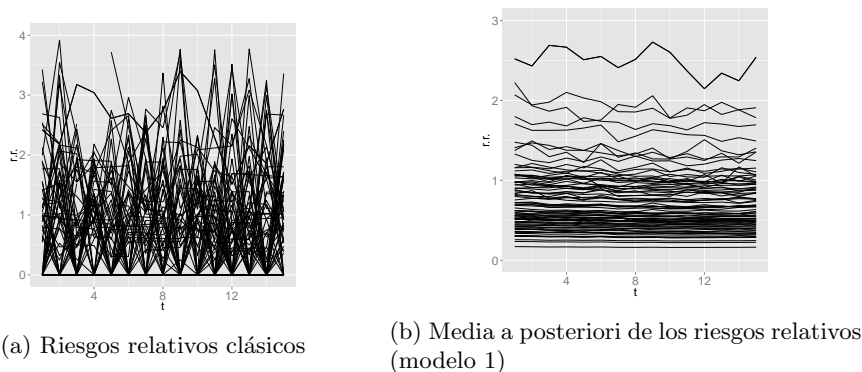 4
3
2
1
0
r.r.
4
8
12
t
3
2
1
0
r.r.
4
8
12
t
(a) Riesgos relativos clásicos
(b) Media a posteriori de los riesgos relativos
(modelo 1)